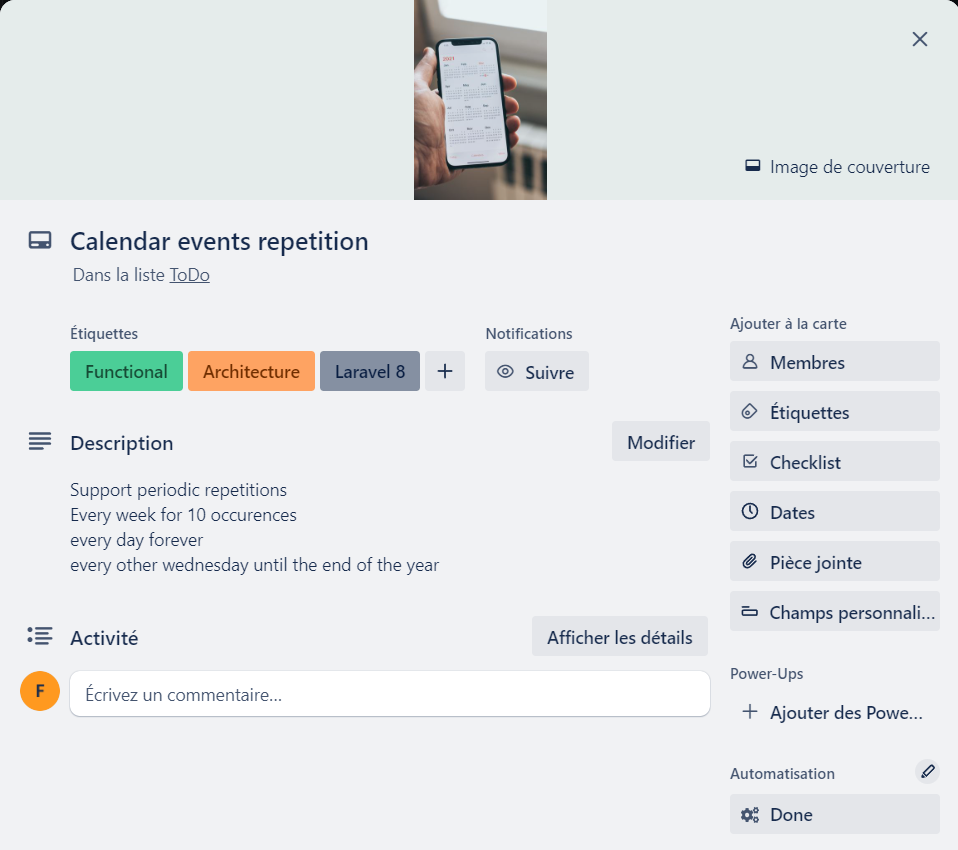 2021
Image de couverture
Calendar events repetition
Dans la liste ToDo
Étiquettes
Functional
Architecture
Laravel 8
Notifications
Suivre
Description
Modifier
Support periodic repetitions
Every week for 10 occurences
every day forever
every other wednesday until the end of the year
Activité
Afficher les détails
F
Écrivez un commentaire…
Ajouter à la carte
Membres
Étiquettes
Checklist
Dates
Pièce jointe
Champs personnali…
Power-Ups
Ajouter des Powe…
Automatisation
Done